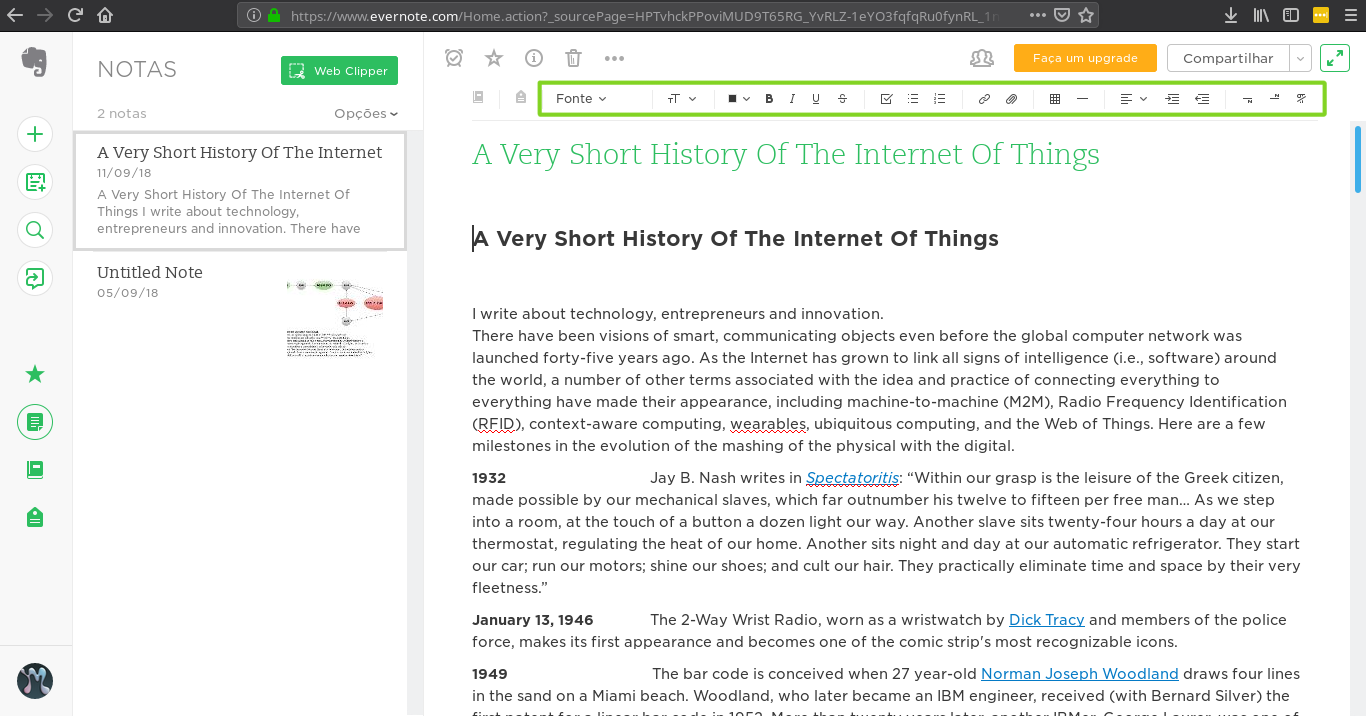 https://www.evernote.com/Home.action?_sourcePage=HPTvhckPPoviMUD9T65RG_YvRLZ-1eYO3fqfqRu0fynRL_1n
NOTAS
Web Clipper
2 notas
Opções
A Very Short History Of The Internet
11/09/18
A Very Short History Of The Internet Of
Things I write about technology,
entrepreneurs and innovation. There have
Untitled Note
05/09/18
Faça um upgrade
Compartilhar
Fonte
A Very Short History Of The Internet Of Things
A Very Short History Of The Internet Of Things
I write about technology, entrepreneurs and innovation.
There have been visions of smart, communicating objects even before the global computer network was
launched forty-five years ago. As the Internet has grown to link all signs of intelligence (i.e., software) around
the world, a number of other terms associated with the idea and practice of connecting everything to
everything have made their appearance, including machine-to-machine (M2M), Radio Frequency Identification
(RFID), context-aware computing, wearables, ubiquitous computing, and the Web of Things. Here are a few
milestones in the evolution of the mashing of the physical with the digital.
1932 Jay B. Nash writes in Spectatoritis: “Within our grasp is the leisure of the Greek citizen,
made possible by our mechanical slaves, which far outnumber his twelve to fifteen per free man… As we step
into a room, at the touch of a button a dozen light our way. Another slave sits twenty-four hours a day at our
thermostat, regulating the heat of our home. Another sits night and day at our automatic refrigerator. They start
our car; run our motors; shine our shoes; and cult our hair. They practically eliminate time and space by their very
fleetness.”
January 13, 1946 The 2-Way Wrist Radio, worn as a wristwatch by Dick Tracy and members of the police
force, makes its first appearance and becomes one of the comic strip's most recognizable icons.
1949 The bar code is conceived when 27 year-old Norman Joseph Woodland draws four lines
in the sand on a Miami beach. Woodland, who later became an IBM engineer, received (with Bernard Silver) the